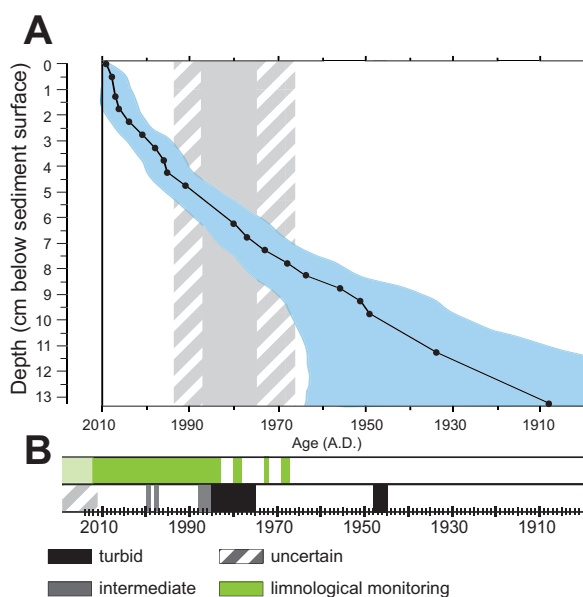 A
Depth (cm below sediment surface)
0
1
2
3
4
5
6
7
8
9
10
11
12
13
2010 1990 1970 1950 1930 1910
Age (A.D.)
B
2010 1990 1970 1950 1930 1910
turbid uncertain
intermediate limnological monitoring